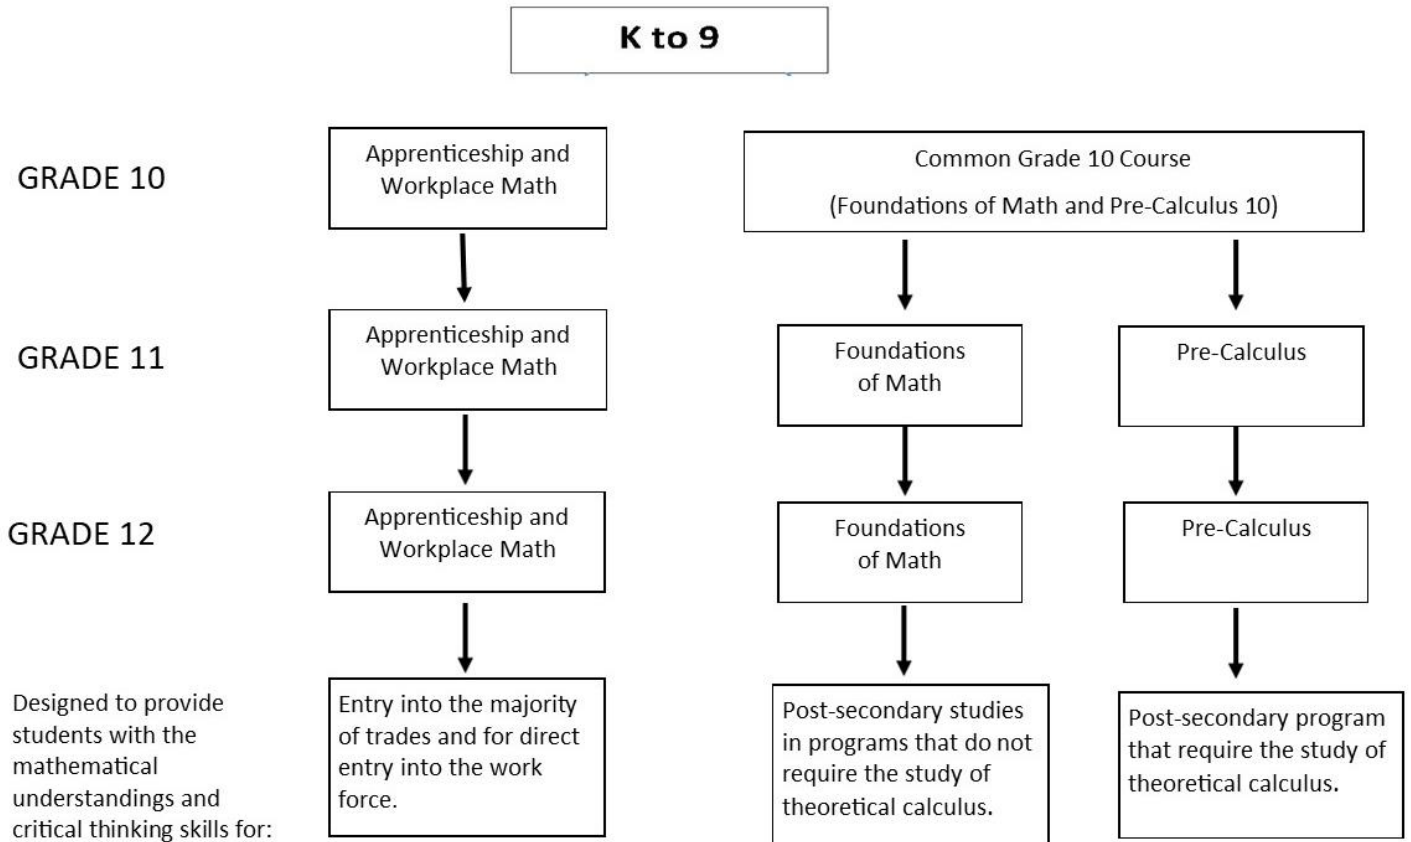 K to 9
GRADE 10
Apprenticeship and
Workplace Math
Common Grade 10 Course
(Foundations of Math and Pre-Calculus 10)
GRADE 11
Apprenticeship and
Workplace Math
Foundations
of Math
Pre-Calculus
GRADE 12
Apprenticeship and
Workplace Math
Foundations
of Math
Pre-Calculus
Designed to provide
students with the
mathematical
understandings and
critical thinking skills for:
Entry into the majority
of trades and for direct
entry into the work
force.
Post-secondary studies
in programs that do not
require the study of
theoretical calculus.
Post-secondary program
that require the study of
theoretical calculus.